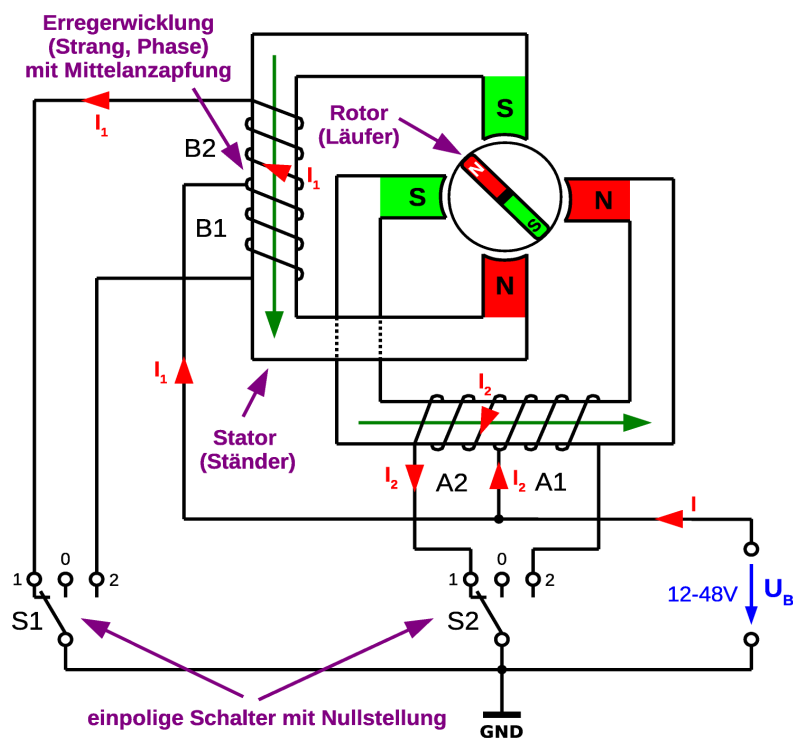 Erregerwicklung
(Strang, Phase)
mit Mittelanzapfung
I1
B2
I1
B1
Rotor
(Läufer)
S
N
S
S
N
N
I1
Stator
(Ständer)
I2
I2
A2
I2
A1
I
1
0
2
S1
1
0
2
S2
12-48V
UB
einpolige Schalter mit Nullstellung
GND